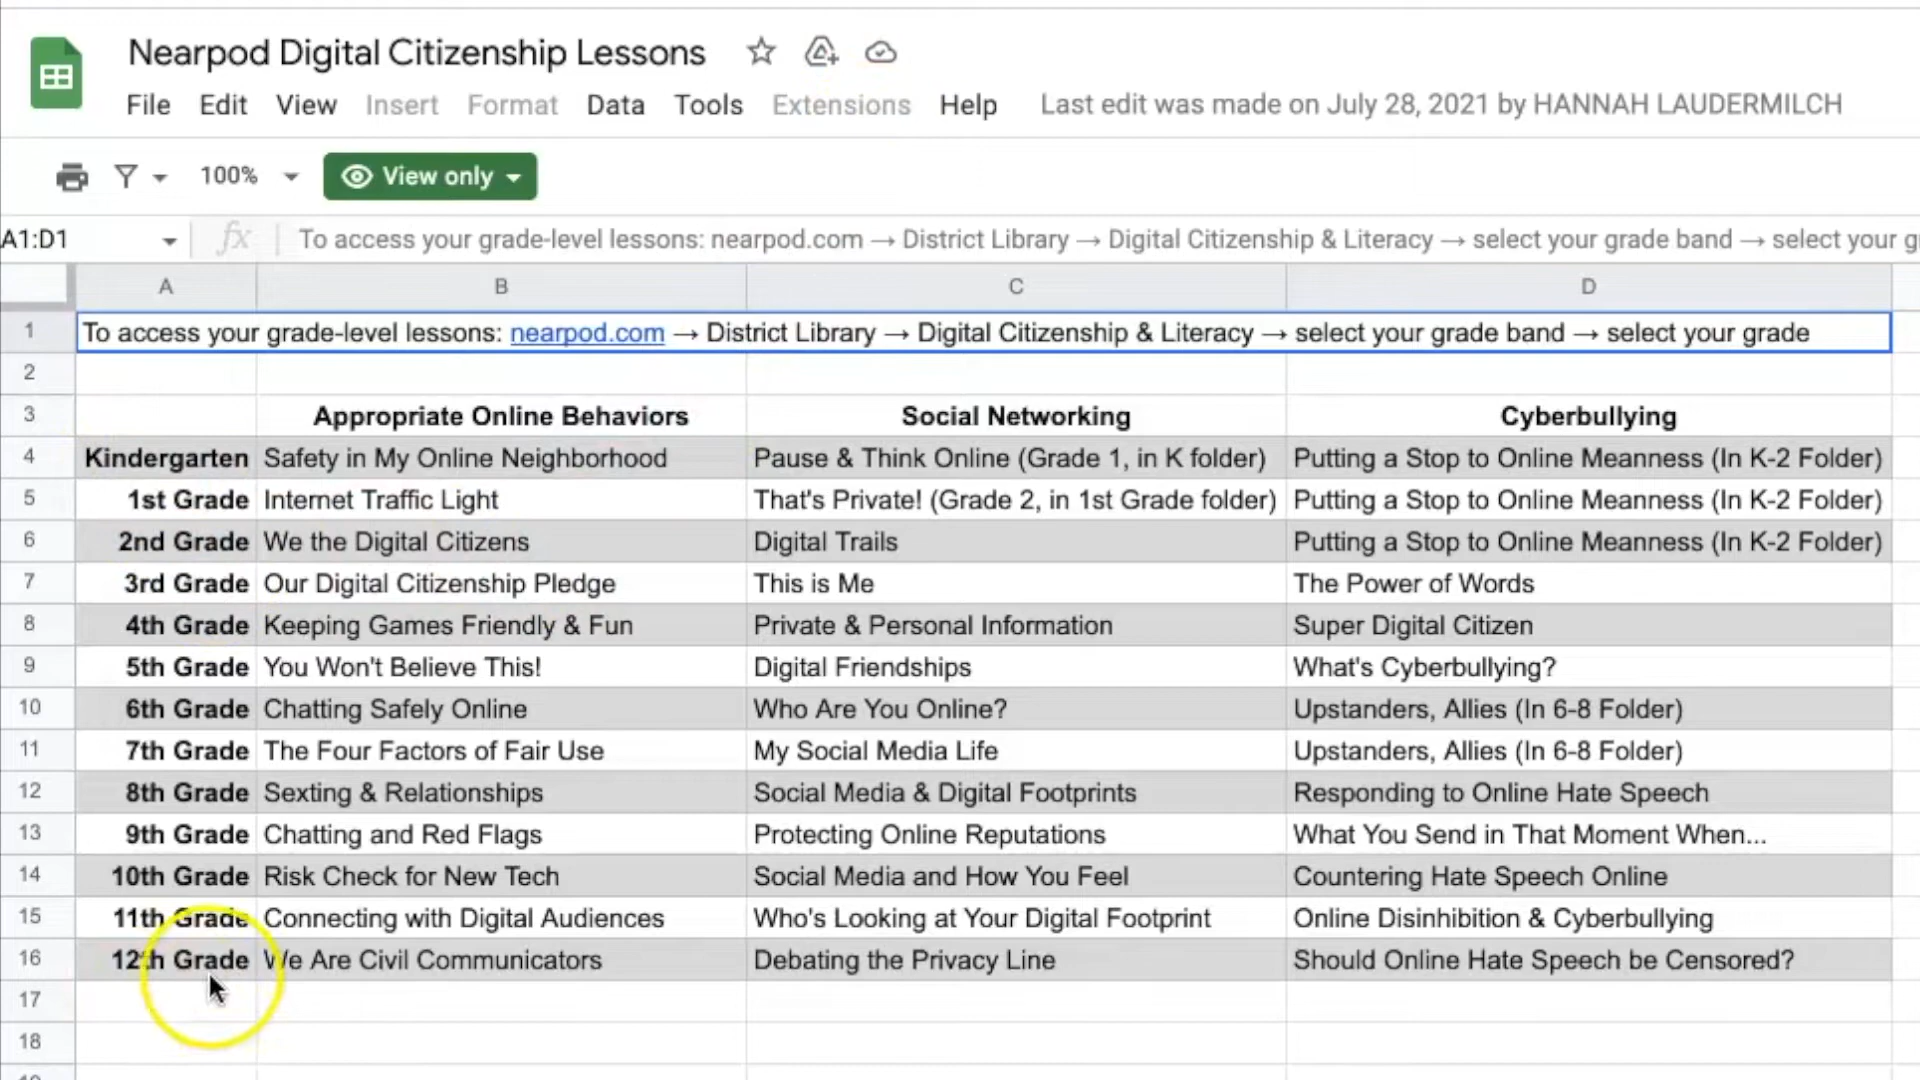 Nearpod Digital Citizenship Lessons
File Edit View Insert Format Data Tools Extensions Help Last edit was made on July 28, 2021 by HANNAH LAUDERMILCH
100% View only
A1:D1 fx To access your grade-level lessons: nearpod.com → District Library → Digital Citizenship & Literacy → select your grade band → select your
A B C D
1 To access your grade-level lessons: nearpod.com → District Library → Digital Citizenship & Literacy → select your grade band → select your grade
2
3 Appropriate Online Behaviors Social Networking Cyberbullying
4 Kindergarten Safety in My Online Neighborhood Pause & Think Online (Grade 1, in K folder) Putting a Stop to Online Meanness (In K-2 Folder)
5 1st Grade Internet Traffic Light That's Private! (Grade 2, in 1st Grade folder) Putting a Stop to Online Meanness (In K-2 Folder)
6 2nd Grade We the Digital Citizens Digital Trails Putting a Stop to Online Meanness (In K-2 Folder)
7 3rd Grade Our Digital Citizenship Pledge This is Me The Power of Words
8 4th Grade Keeping Games Friendly & Fun Private & Personal Information Super Digital Citizen
9 5th Grade You Won't Believe This! Digital Friendships What's Cyberbullying?
10 6th Grade Chatting Safely Online Who Are You Online? Upstanders, Allies (In 6-8 Folder)
11 7th Grade The Four Factors of Fair Use My Social Media Life Upstanders, Allies (In 6-8 Folder)
12 8th Grade Sexting & Relationships Social Media & Digital Footprints Responding to Online Hate Speech
13 9th Grade Chatting and Red Flags Protecting Online Reputations What You Send in That Moment When...
14 10th Grade Risk Check for New Tech Social Media and How You Feel Countering Hate Speech Online
15 11th Grade Connecting with Digital Audiences Who's Looking at Your Digital Footprint Online Disinhibition & Cyberbullying
16 12th Grade We Are Civil Communicators Debating the Privacy Line Should Online Hate Speech be Censored?
17
18